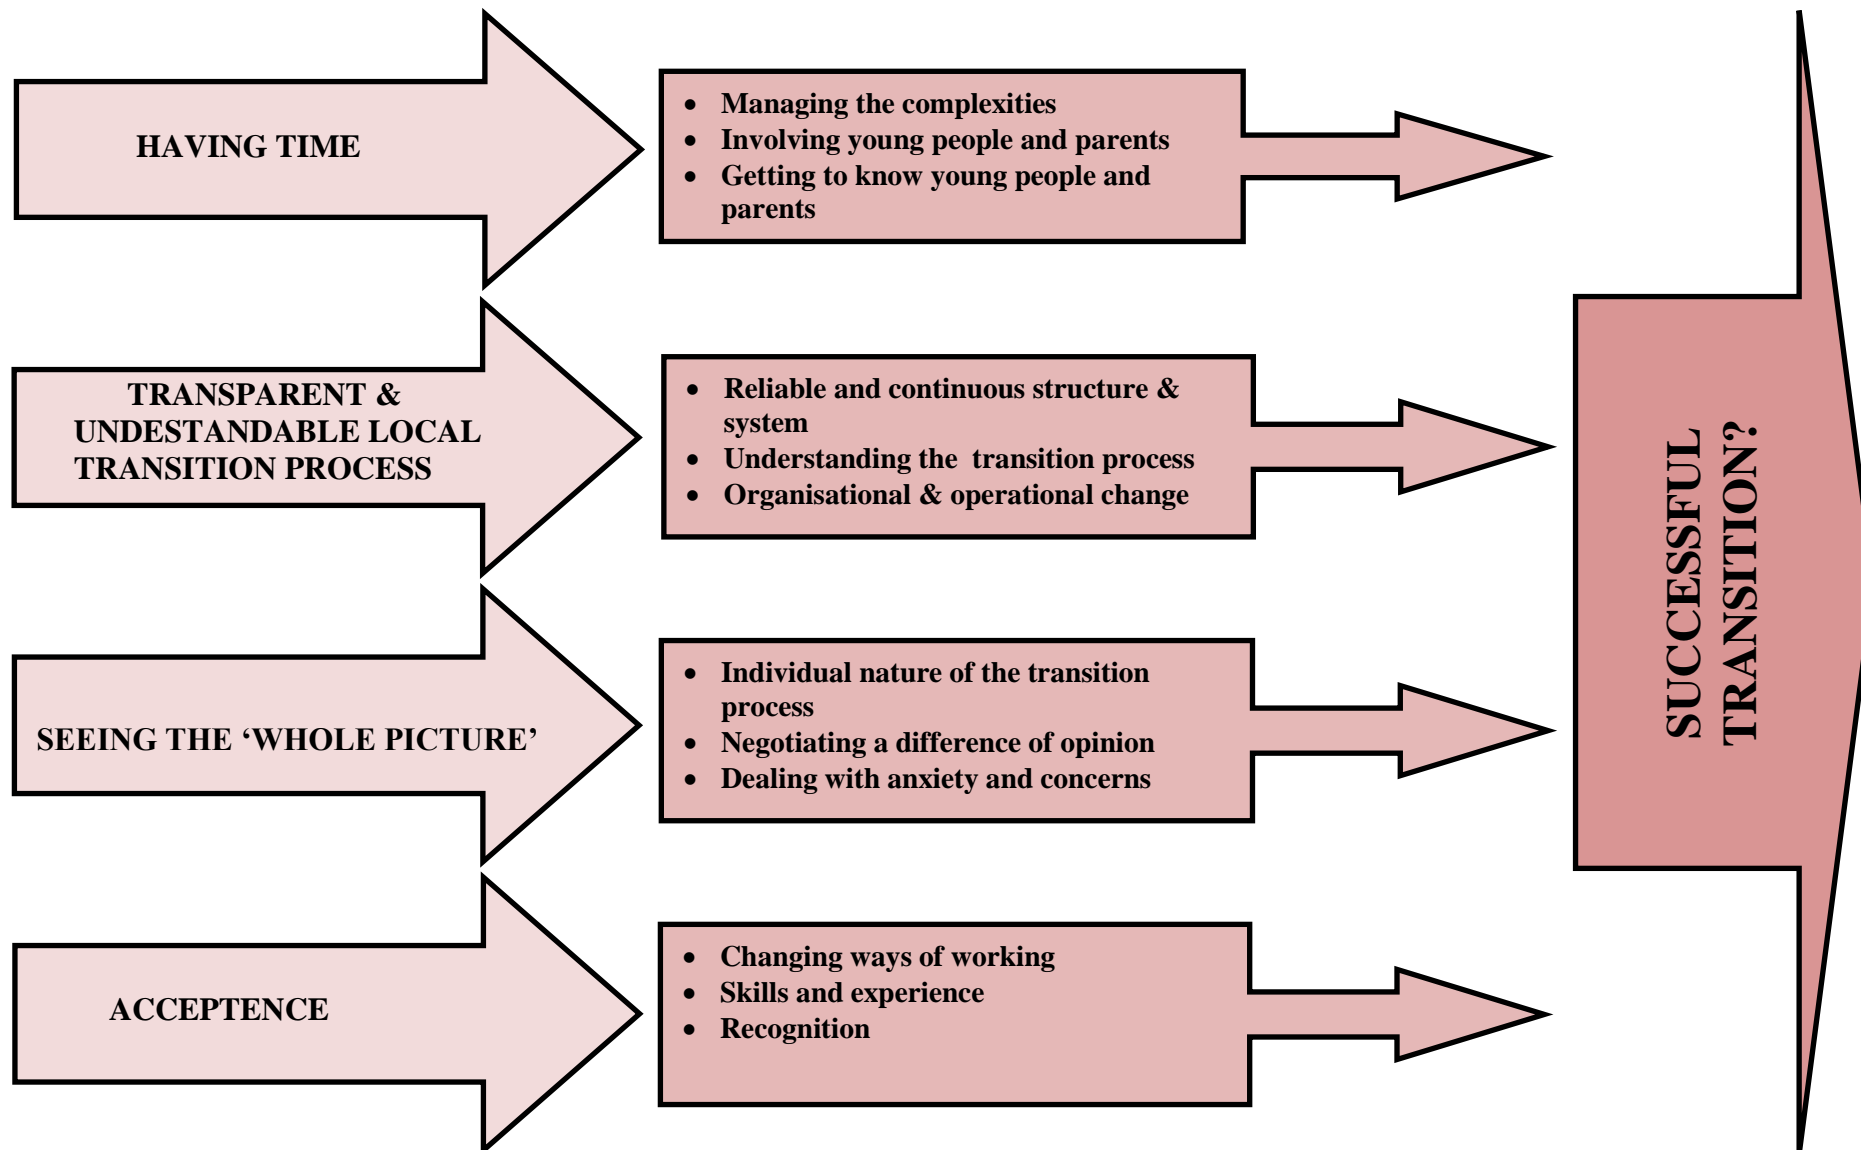 HAVING TIME
• Managing the complexities
• Involving young people and parents
• Getting to know young people and
parents
TRANSPARENT &
UNDESTANDABLE LOCAL
TRANSITION PROCESS
• Reliable and continuous structure &
system
• Understanding the transition process
• Organisational & operational change
SEEING THE ‘WHOLE PICTURE’
• Individual nature of the transition
process
• Negotiating a difference of opinion
• Dealing with anxiety and concerns
ACCEPTENCE
• Changing ways of working
• Skills and experience
• Recognition
SUCCESSFUL
TRANSITION?